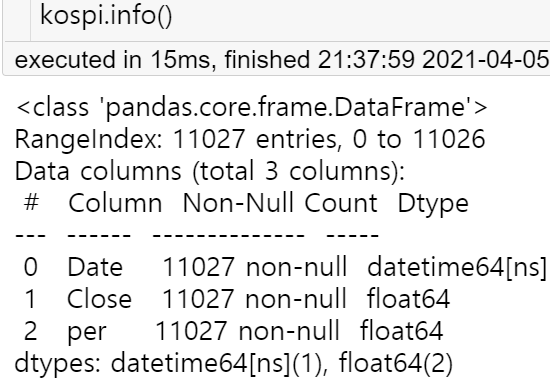 kospi.info()
executed in 15ms, finished 21:37:59 2021-04-05
<class 'pandas.core.frame.DataFrame'>
RangeIndex: 11027 entries, 0 to 11026
Data columns (total 3 columns):
 #   Column  Non-Null Count  Dtype
---  ------  --------------  -----
 0   Date    11027 non-null  datetime64[ns]
 1   Close   11027 non-null  float64
 2   per     11027 non-null  float64
dtypes: datetime64[ns](1), float64(2)